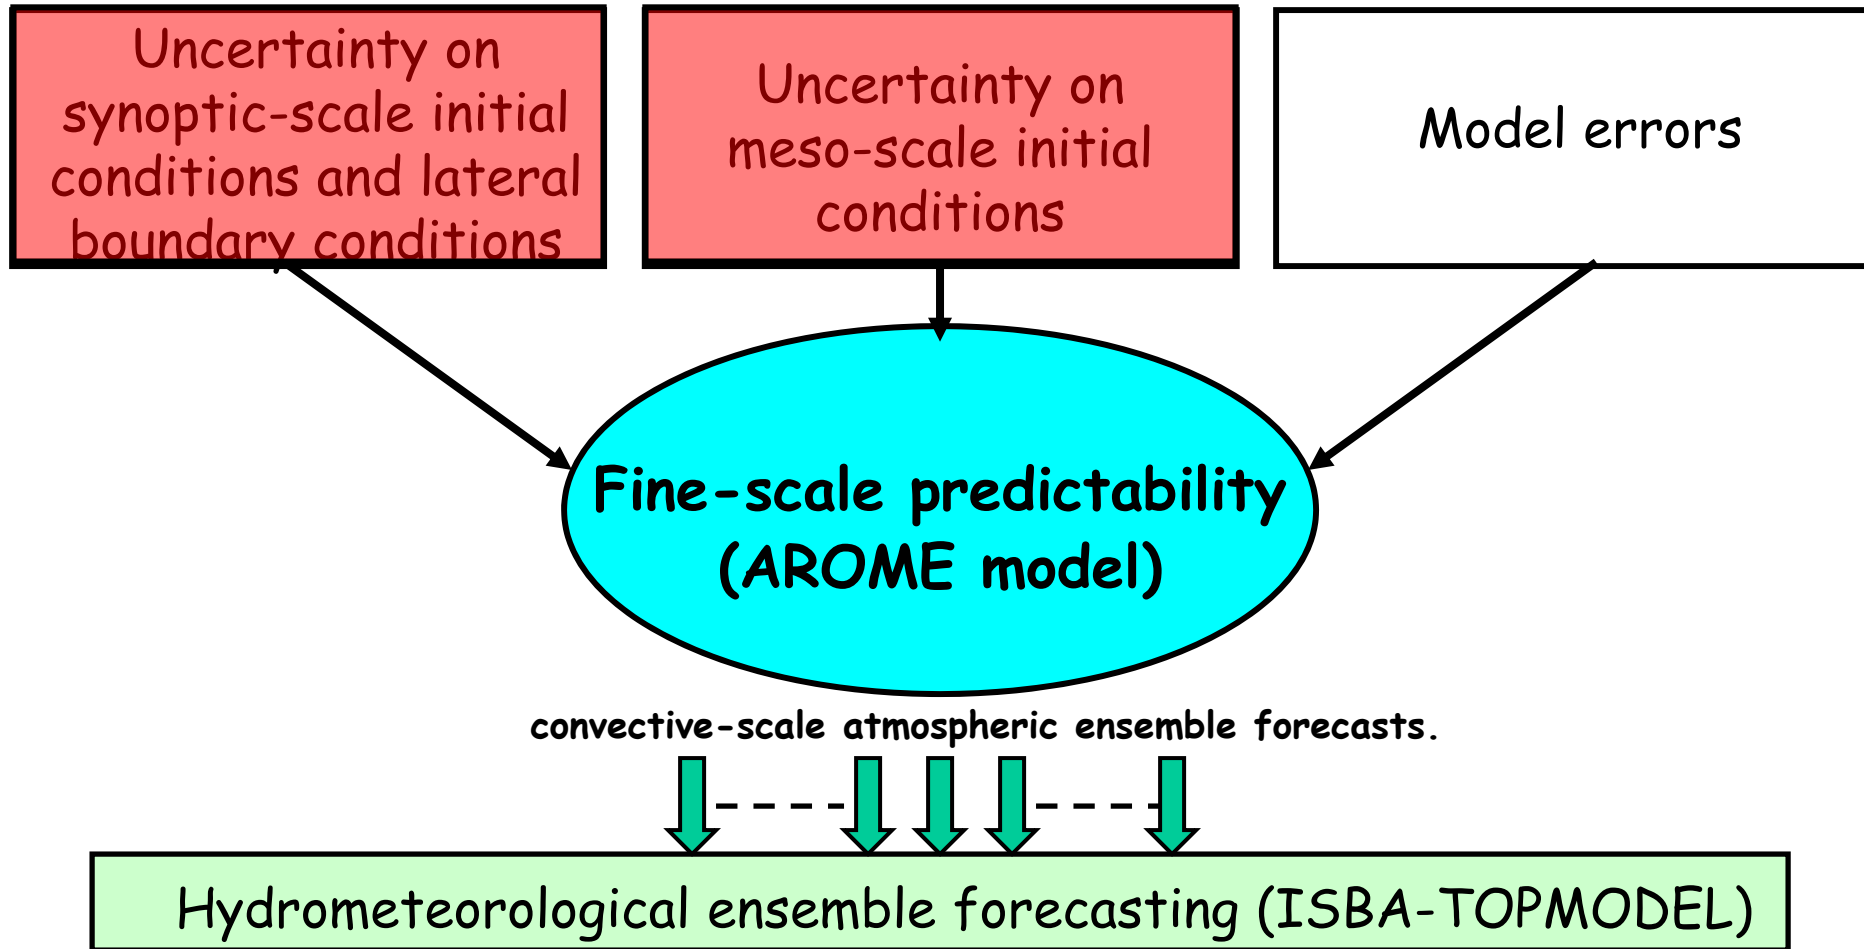 Uncertainty on
synoptic-scale initial
conditions and lateral
boundary conditions
Uncertainty on
meso-scale initial
conditions
Model errors
Fine-scale predictability
(AROME model)
convective-scale atmospheric ensemble forecasts.
Hydrometeorological ensemble forecasting (ISBA-TOPMODEL)